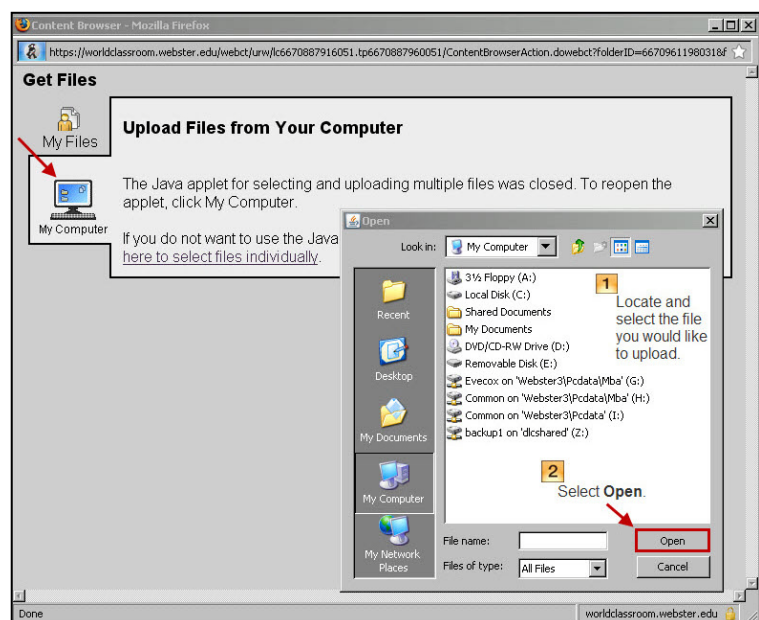 Content Browser - Mozilla Firefox
https://worldclassroom.webster.edu/webct/urw/lc6670887916051.tp6670887960051/ContentBrowserAction.dowebct?folderID=6670961198031&f
Get Files
My Files
Upload Files from Your Computer
My Computer
The Java applet for selecting and uploading multiple files was closed. To reopen the
applet, click My Computer.
If you do not want to use the Java
here to select files individually.
Open
Look in:
My Computer
Recent
Desktop
My Documents
My Computer
My Network
Places
3½ Floppy (A:)
Local Disk (C:)
Shared Documents
My Documents
DVD/CD-RW Drive (D:)
Removable Disk (E:)
Evecox on 'Webster3\Pcdata\Mba' (G:)
Common on 'Webster3\Pcdata\Mba' (H:)
Common on 'Webster3\Pcdata' (I:)
backup1 on 'dlcshared' (Z:)
1
Locate and
select the file
you would like
to upload.
2
Select Open.
File name:
Open
Files of type:
All Files
Cancel
Done
worldclassroom.webster.edu